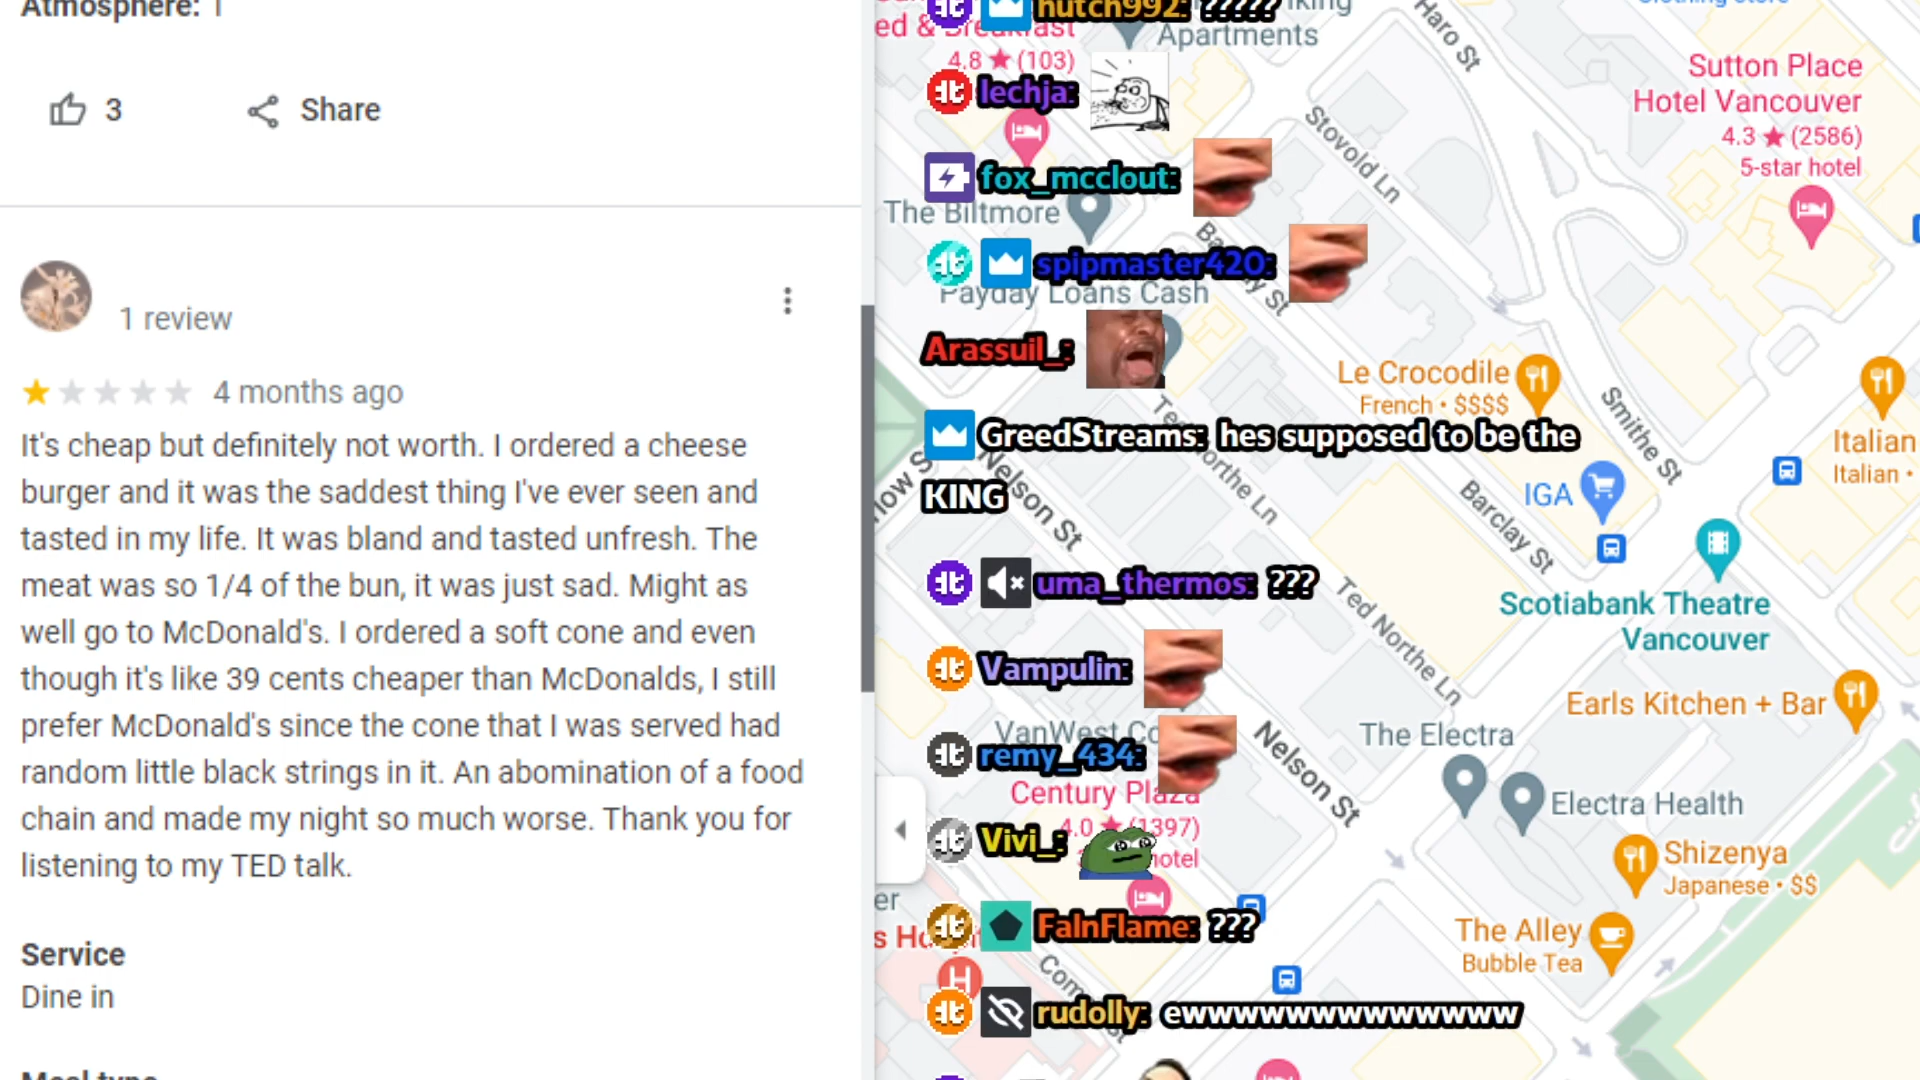 Atmosphere: 1
3
Share
1 review
4 months ago
It's cheap but definitely not worth. I ordered a cheese
burger and it was the saddest thing I've ever seen and
tasted in my life. It was bland and tasted unfresh. The
meat was so 1/4 of the bun, it was just sad. Might as
well go to McDonald's. I ordered a soft cone and even
though it's like 39 cents cheaper than McDonalds, I still
prefer McDonald's since the cone that I was served had
random little black strings in it. An abomination of a food
chain and made my night so much worse. Thank you for
listening to my TED talk.
Service
Dine in
Meal type
hutch992: ?????
lechja:
fox_mcclout:
spipmaster420:
Arassuil_:
GreedStreams: hes supposed to be the
KING
uma_thermos: ???
Vampulin:
remy_434:
Vivi_:
FalnFlame: ???
rudolly: ewwwwwwwwwwwww
ed & Breakfast
4.8 (103)
Apartments
Haro St
Sutton Place
Hotel Vancouver
4.3 (2586)
5-star hotel
Stovold Ln
The Biltmore
Payday Loans Cash
Le Crocodile
French • $$$$
Smithe St
Italian
Italian •
IGA
Barclay St
Nelson St
Scotiabank Theatre
Vancouver
Ted Northe Ln
Earls Kitchen + Bar
The Electra
Electra Health
Nelson St
Century Plaza
4.0 (1397)
hotel
Shizenya
Japanese • $$
The Alley
Bubble Tea
er
H